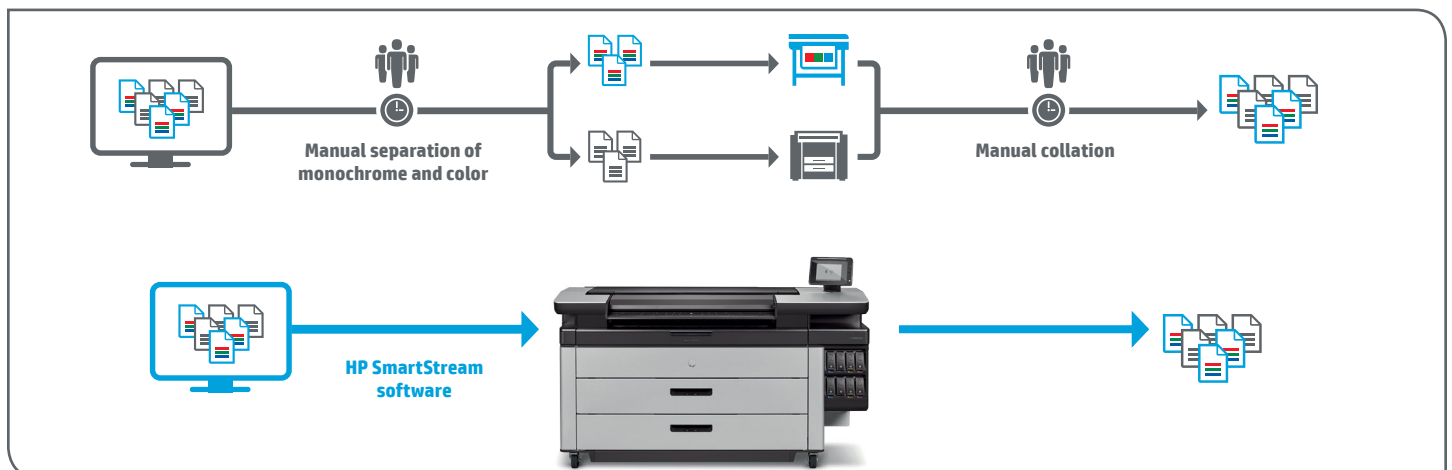 Manual separation of
monochrome and color
Manual collation
HP SmartStream
software